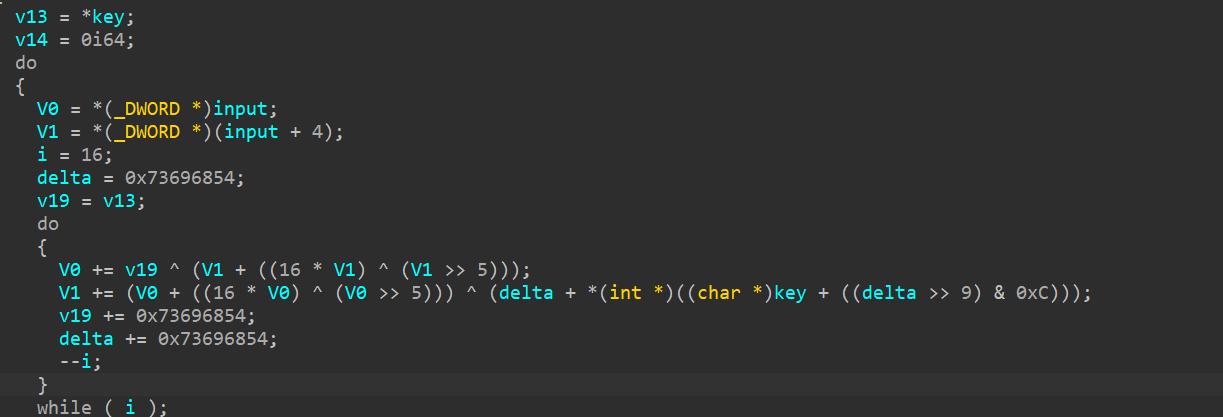 v13 = *key;
v14 = 0i64;
do
{
V0 = *(_DWORD *)input;
V1 = *(_DWORD *)(input + 4);
i = 16;
delta = 0x73696854;
v19 = v13;
do
{
V0 += v19 ^ (V1 + ((16 * V1) ^ (V1 >> 5)));
V1 += (V0 + ((16 * V0) ^ (V0 >> 5))) ^ (delta + *(int *)((char *)key + ((delta >> 9) & 0xC)));
v19 += 0x73696854;
delta += 0x73696854;
--i;
}
while ( i );